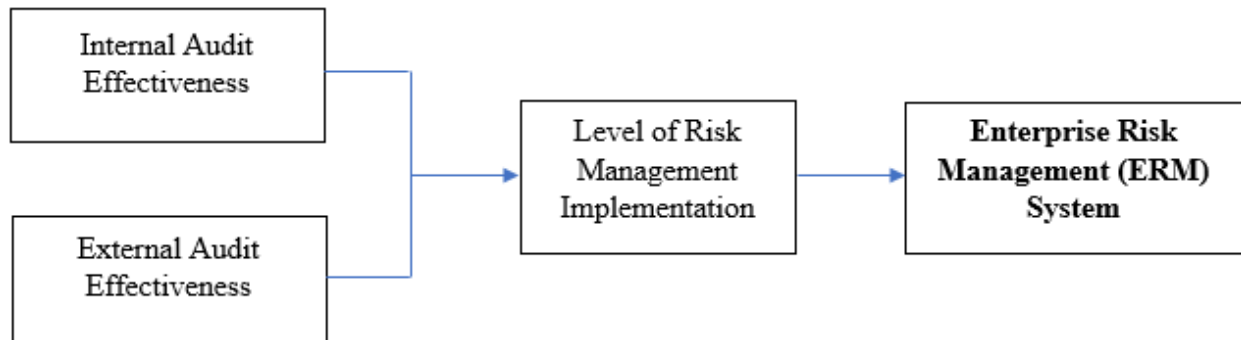 Internal Audit
Effectiveness
External Audit
Effectiveness
Level of Risk
Management
Implementation
Enterprise Risk
Management (ERM)
System